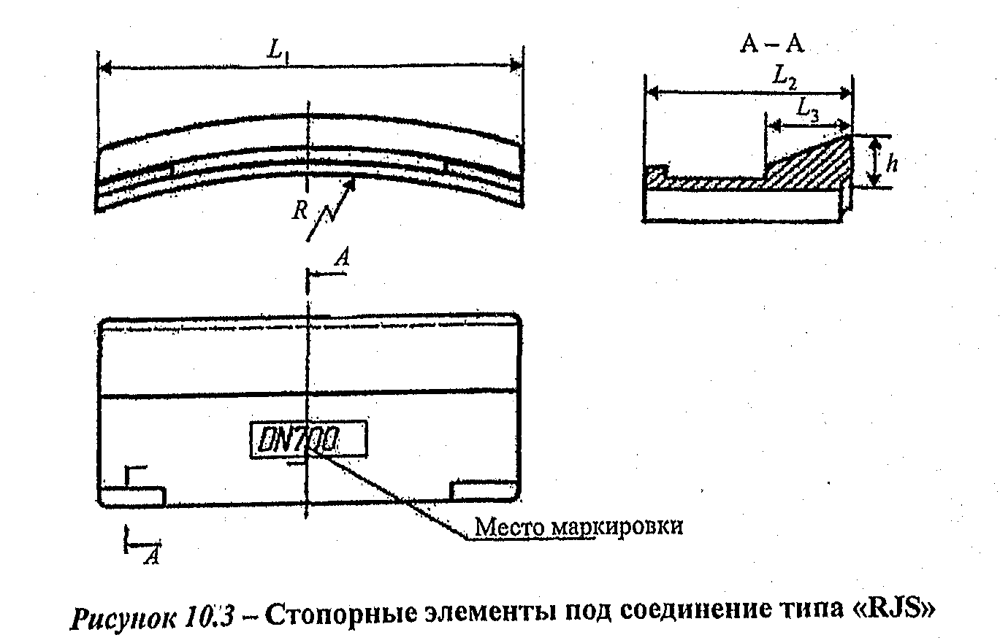 L1
А – А
L2
L3
h
R
А
DN700
Место маркировки
А
Рисунок 10.3 – Стопорные элементы под соединение типа «RJS»